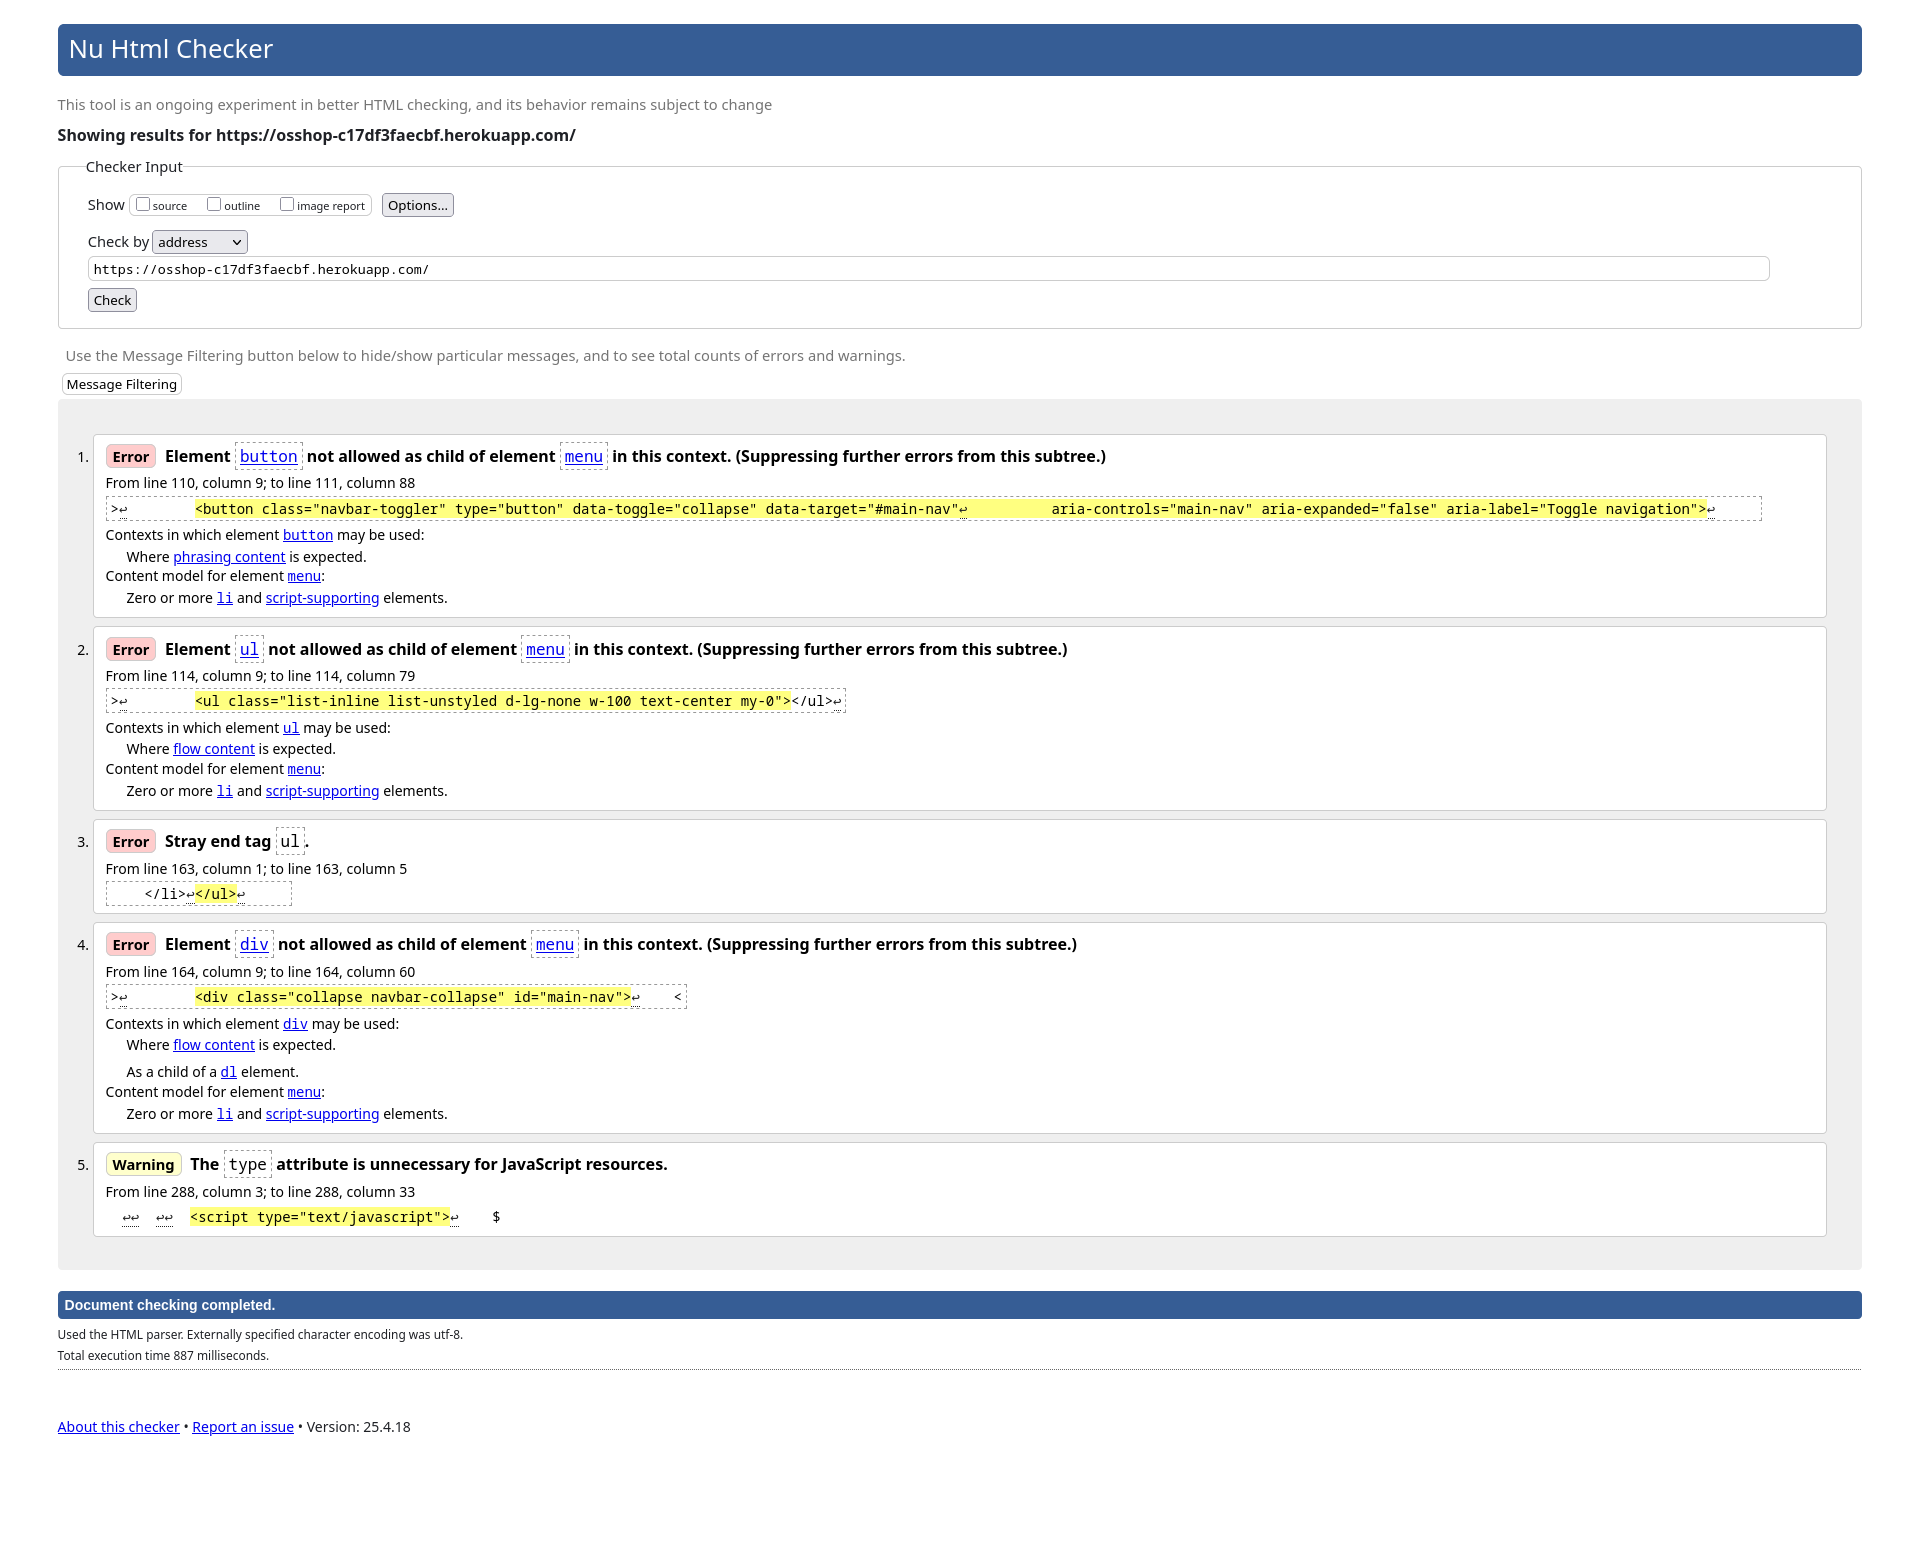 Nu Html Checker
This tool is an ongoing experiment in better HTML checking, and its behavior remains subject to change
Showing results for https://osshop-c17df3faecbf.herokuapp.com/
Checker Input
Show source outline image report Options...
Check by address
https://osshop-c17df3faecbf.herokuapp.com/
Check
Use the Message Filtering button below to hide/show particular messages, and to see total counts of errors and warnings.
Message Filtering
1. Error Element button not allowed as child of element menu in this context. (Suppressing further errors from this subtree.)
From line 110, column 9; to line 111, column 88
>↩        <button class="navbar-toggler" type="button" data-toggle="collapse" data-target="#main-nav"↩          aria-controls="main-nav" aria-expanded="false" aria-label="Toggle navigation">↩
Contexts in which element button may be used:
Where phrasing content is expected.
Content model for element menu:
Zero or more li and script-supporting elements.
2. Error Element ul not allowed as child of element menu in this context. (Suppressing further errors from this subtree.)
From line 114, column 9; to line 114, column 79
>↩        <ul class="list-inline list-unstyled d-lg-none w-100 text-center my-0"></ul>↩
Contexts in which element ul may be used:
Where flow content is expected.
Content model for element menu:
Zero or more li and script-supporting elements.
3. Error Stray end tag ul.
From line 163, column 1; to line 163, column 5
</li>↩</ul>↩
4. Error Element div not allowed as child of element menu in this context. (Suppressing further errors from this subtree.)
From line 164, column 9; to line 164, column 60
>↩        <div class="collapse navbar-collapse" id="main-nav">↩    <
Contexts in which element div may be used:
Where flow content is expected.
As a child of a dl element.
Content model for element menu:
Zero or more li and script-supporting elements.
5. Warning The type attribute is unnecessary for JavaScript resources.
From line 288, column 3; to line 288, column 33
↩↩  ↩↩  <script type="text/javascript">↩    $
Document checking completed.
Used the HTML parser. Externally specified character encoding was utf-8.
Total execution time 887 milliseconds.
About this checker • Report an issue • Version: 25.4.18